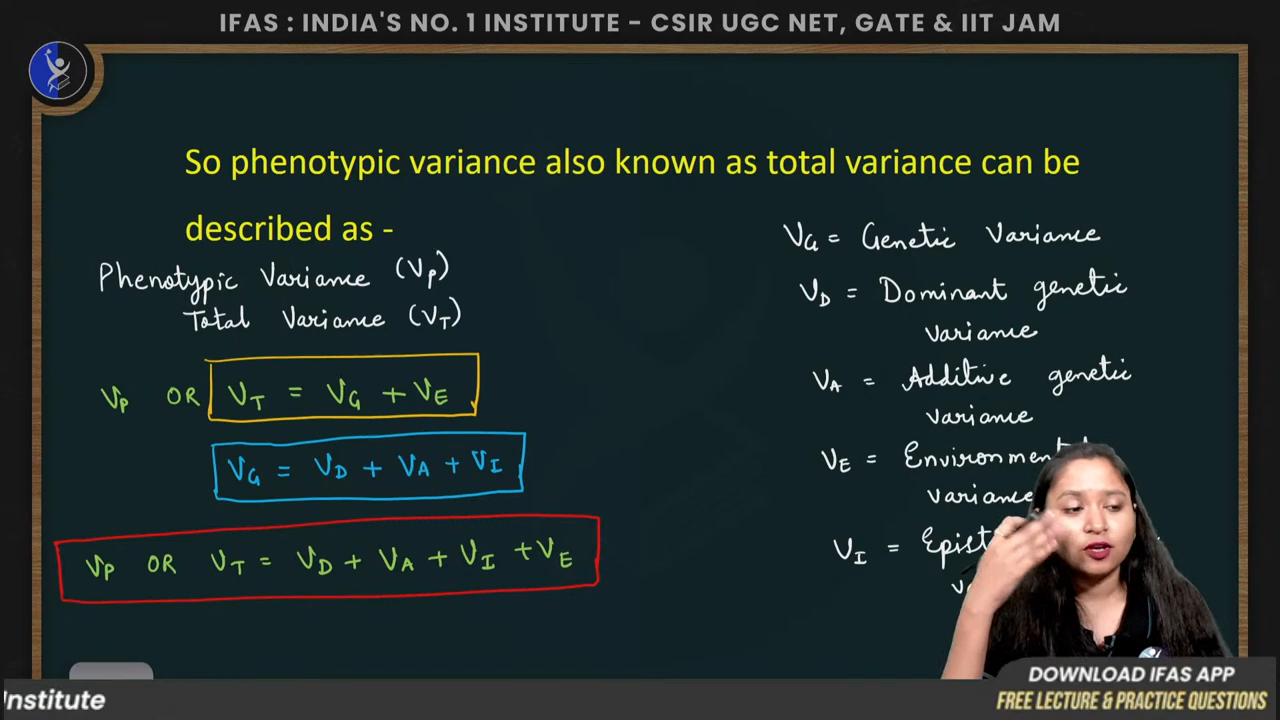 IFAS : INDIA'S NO. 1 INSTITUTE - CSIR UGC NET, GATE & IIT JAM
So phenotypic variance also known as total variance can be
described as -
Phenotypic Variance (VP)
Total Variance (VT)
VP OR VT = VG + VE
VG = VD + VA + VI
VP OR VT = VD + VA + VI + VE
VG = Genetic Variance
VD = Dominant genetic
variance
VA = Additive genetic
variance
VE =
variance
VI =
DOWNLOAD IFAS APP
FREE LECTURE & PRACTICE QUESTIONS
Institute